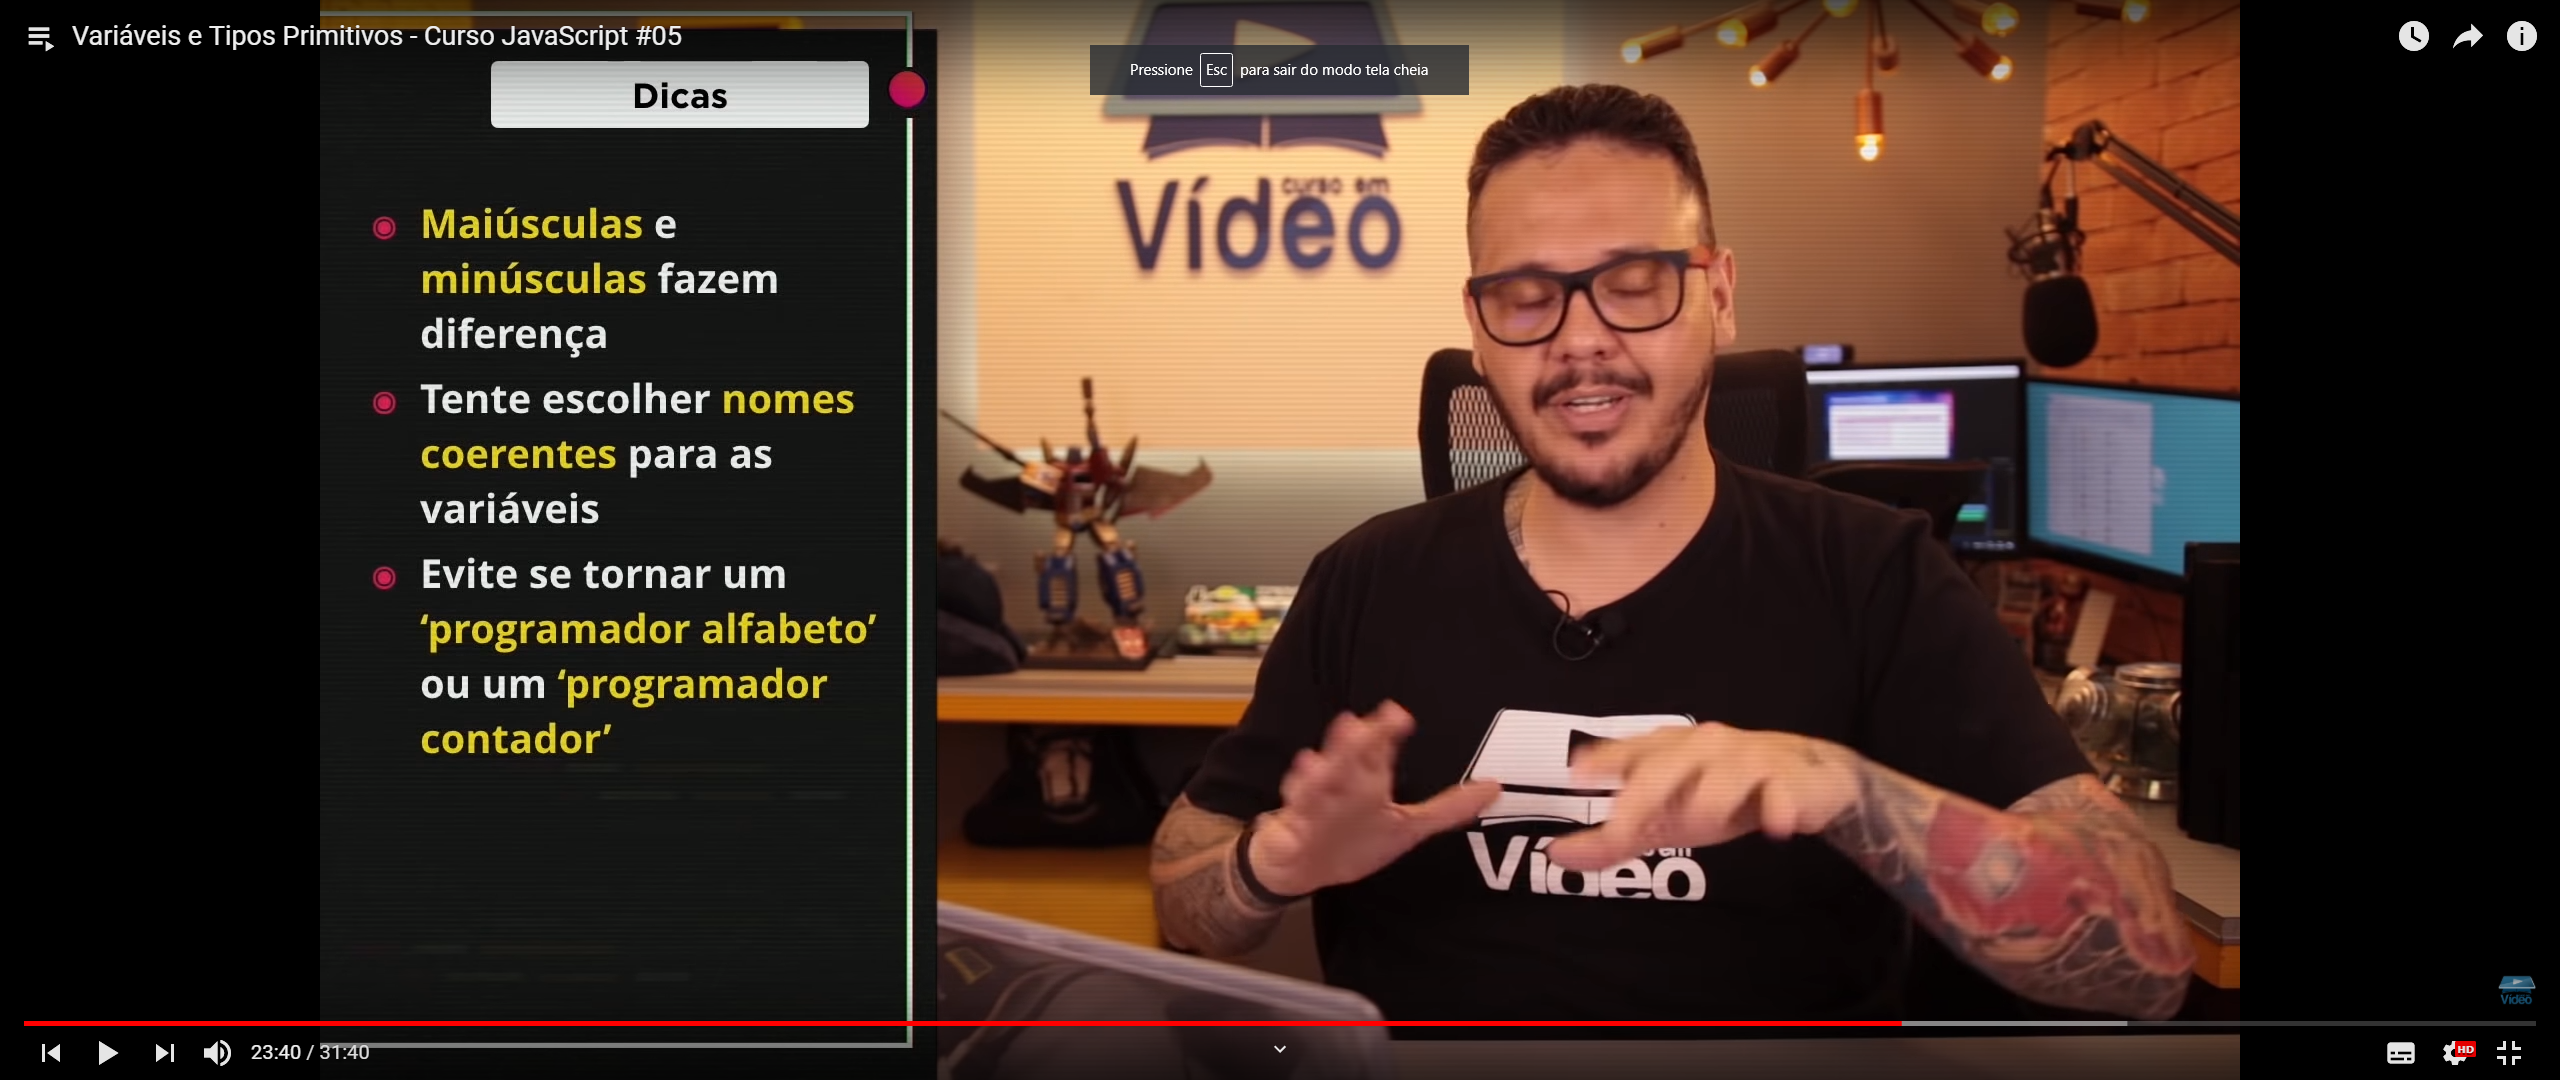 Variáveis e Tipos Primitivos - Curso JavaScript #05
Pressione Esc para sair do modo tela cheia
Dicas
Maiúsculas e
minúsculas fazem
diferença
Tente escolher nomes
coerentes para as
variáveis
Evite se tornar um
‘programador alfabeto’
ou um ‘programador
contador’
curso em
Vídeo
Vídeo
Vídeo
23:40 / 31:40
HD